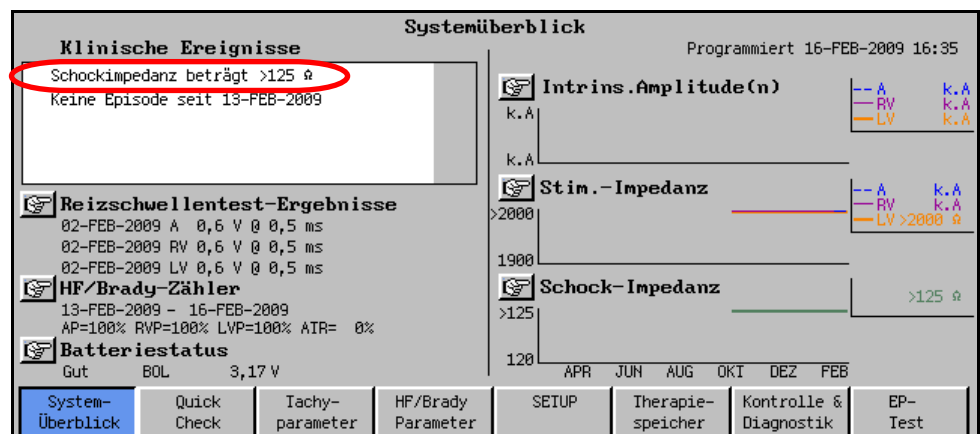 Systemüberblick
Klinische Ereignisse
Programmiert 16-FEB-2009 16:35
Schockimpedanz beträgt >125 Ω
Keine Episode seit 13-FEB-2009
Reizschwellentest-Ergebnisse
02-FEB-2009 A 0,6 V @ 0,5 ms
02-FEB-2009 RV 0,6 V @ 0,5 ms
02-FEB-2009 LV 0,6 V @ 0,5 ms
HF/Brady-Zähler
13-FEB-2009 - 16-FEB-2009
AP=100% RVP=100% LVP=100% ATR= 0%
Batteriestatus
Gut BOL 3,17 V
Intrins.Amplitude(n)
k.A
k.A
-- A k.A
— RV k.A
— LV k.A
Stim.-Impedanz
>2000
1900
-- A k.A
— RV k.A
— LV >2000 Ω
Schock-Impedanz
>125
120
>125 Ω
APR JUN AUG OKT DEZ FEB
System-Überblick
Quick Check
Tachy-parameter
HF/Brady Parameter
SETUP
Therapie-speicher
Kontrolle & Diagnostik
EP-Test